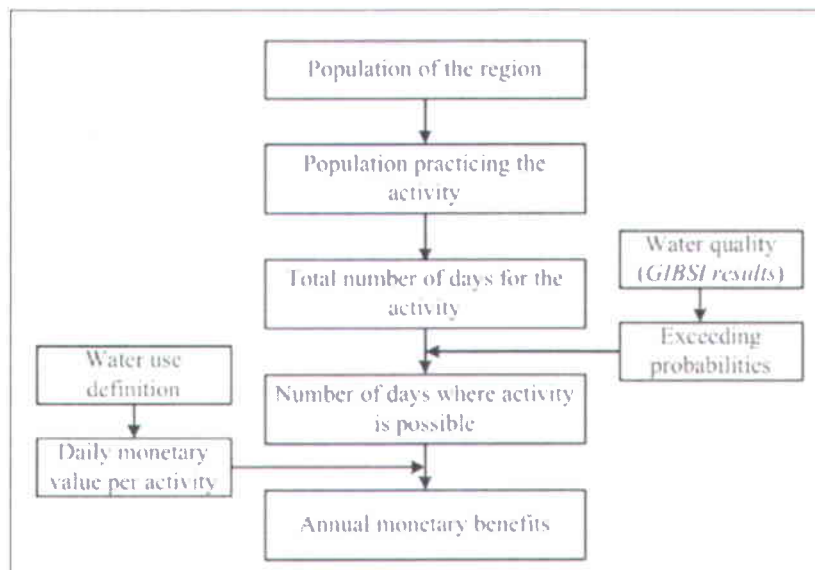 Population of the region
Population practicing the
activity
Water quality
(GIBSI results)
Total number of days for the
activity
Exceeding
probabilities
Water use
definition
Number of days where activity
is possible
Daily monetary
value per activity
Annual monetary benefits